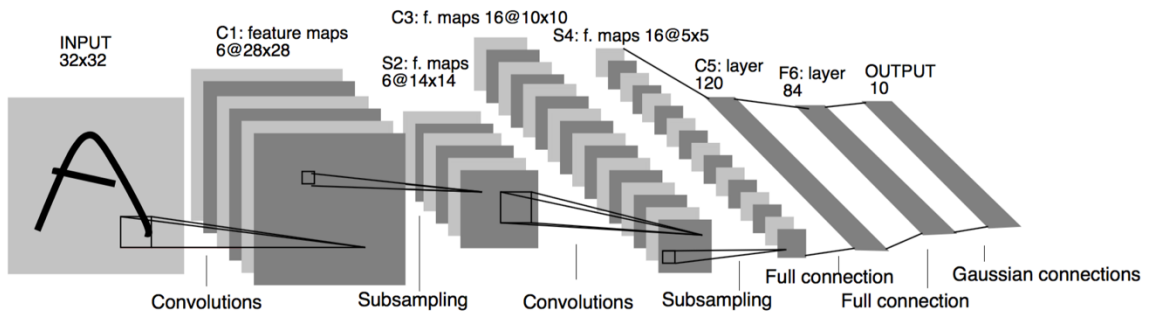 INPUT
32x32
C1: feature maps
6@28x28
S2: f. maps
6@14x14
C3: f. maps 16@10x10
S4: f. maps 16@5x5
C5: layer
120
F6: layer
84
OUTPUT
10
Convolutions
Subsampling
Convolutions
Subsampling
Full connection
Full connection
Gaussian connections